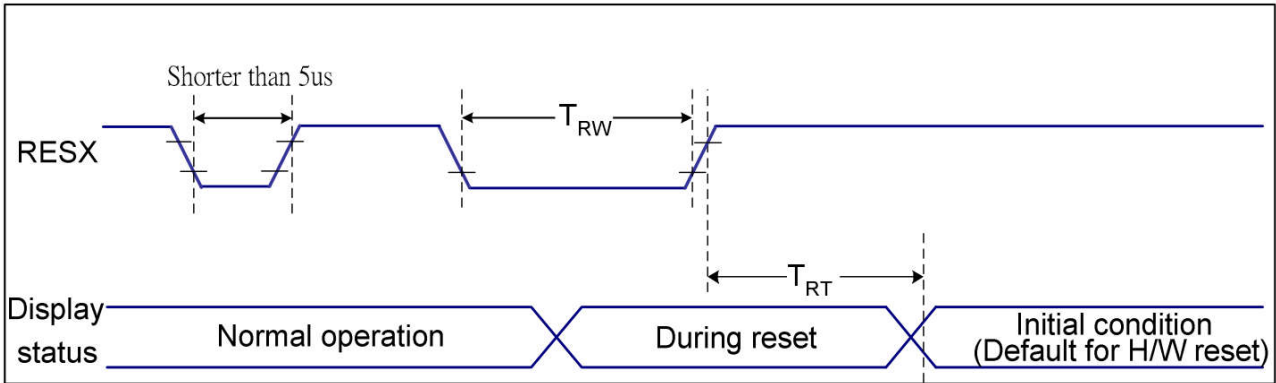 Shorter than 5us
RESX
TRW
TRT
Display
status
Normal operation
During reset
Initial condition
(Default for H/W reset)